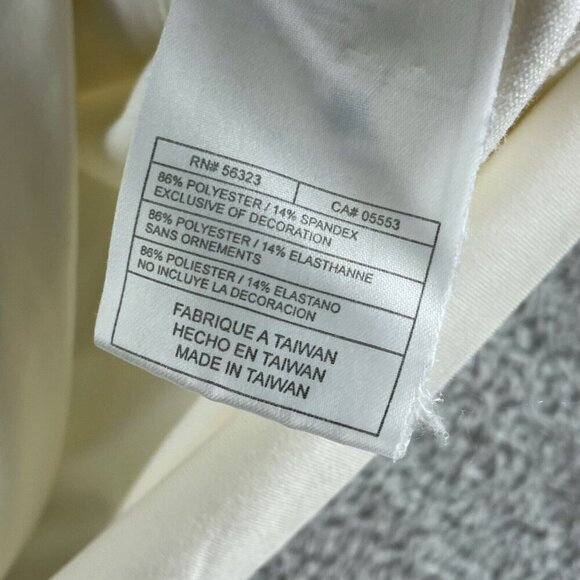 RN# 56323
CA# 05553
86% POLYESTER / 14% SPANDEX
EXCLUSIVE OF DECORATION
86% POLYESTER / 14% ELASTHANNE
SANS ORNEMENTS
86% POLIESTER / 14% ELASTANO
NO INCLUYE LA DECORACION
FABRIQUE A TAIWAN
HECHO EN TAIWAN
MADE IN TAIWAN